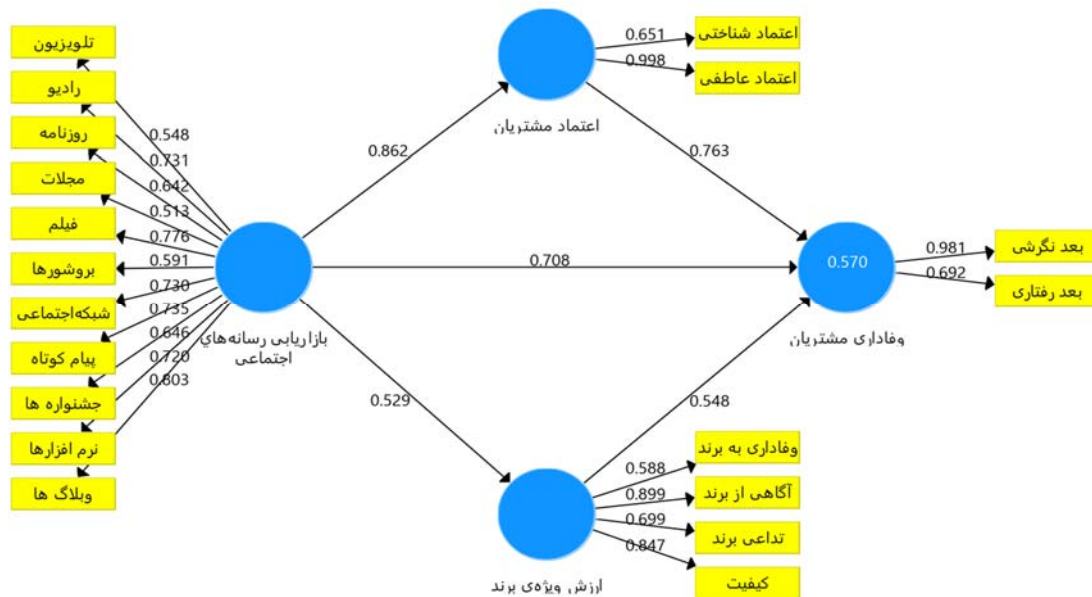 تلویزیون
رادیو
روزنامه
مجلات
فیلم
بروشورها
شبکه‌اجتماعی
پیام کوتاه
جشنواره ها
نرم افزارها
وبلاگ ها
0.548
0.731
0.642
0.513
0.776
0.591
0.730
0.735
0.646
0.720
0.803
بازاریابی رسانه‌هاي
اجتماعی
0.862
0.708
0.529
اعتماد مشتریان
0.651
0.998
اعتماد شناختی
اعتماد عاطفی
0.763
0.548
0.570
وفاداری مشتریان
0.981
0.692
بعد نگرشی
بعد رفتاری
ارزش ویژه‌ی برند
0.588
0.899
0.699
0.847
وفاداری به برند
آگاهی از برند
تداعی برند
کیفیت